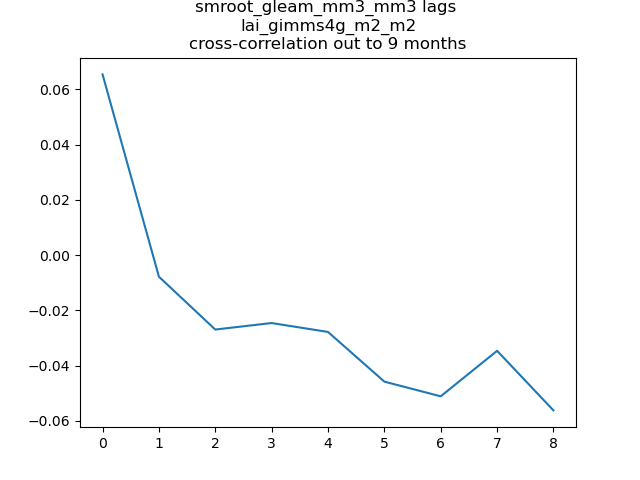 smroot_gleam_mm3_mm3 lags
lai_gimms4g_m2_m2
cross-correlation out to 9 months
0.06
0.04
0.02
0.00
−0.02
−0.04
−0.06
0 1 2 3 4 5 6 7 8